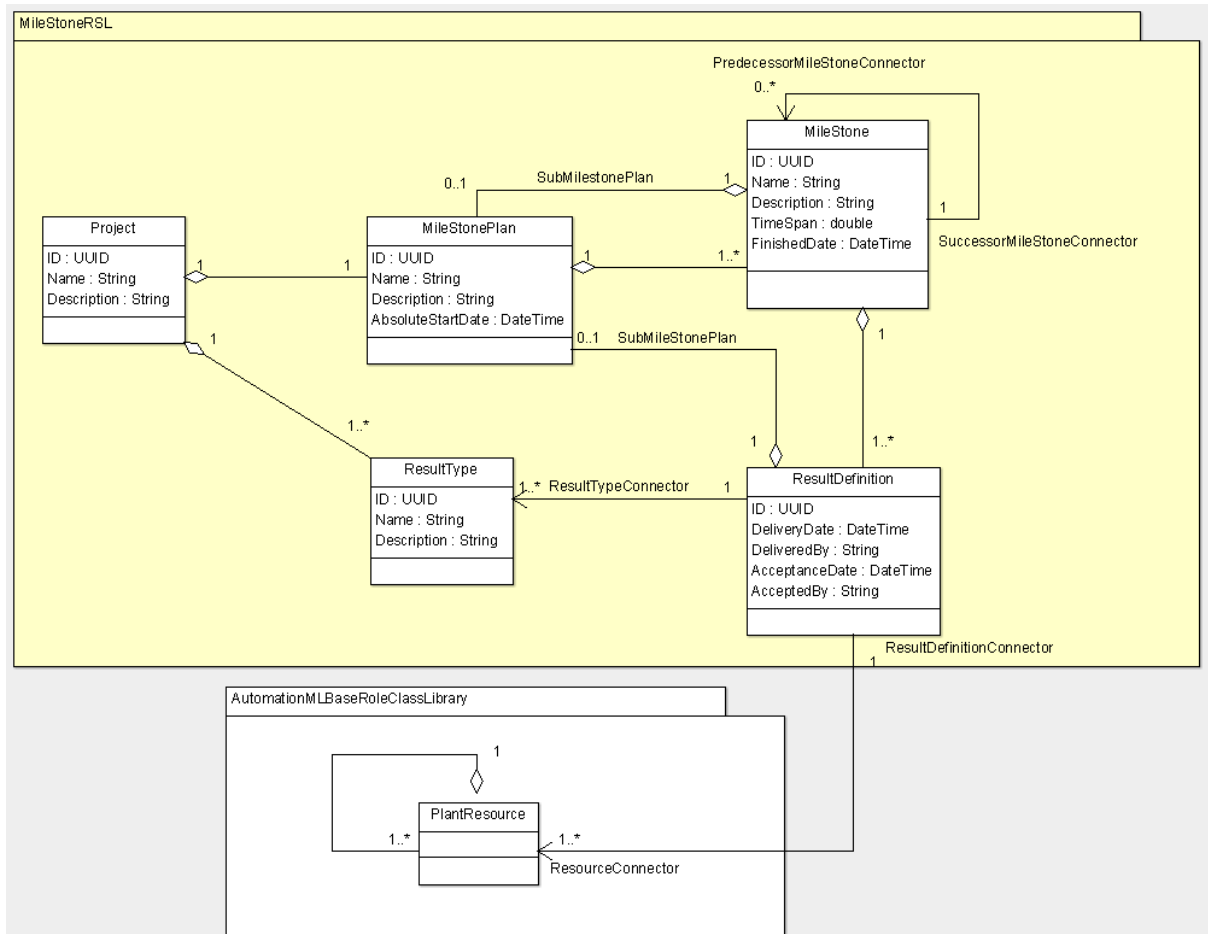 MileStoneRSL
PredecessorMileStoneConnector
0..*
MileStone
ID : UUID
Name : String
Description : String
TimeSpan : double
FinishedDate : DateTime
1
SuccessorMileStoneConnector
SubMilestonePlan
1
0..1
Project
ID : UUID
Name : String
Description : String
1
1
MileStonePlan
ID : UUID
Name : String
Description : String
AbsoluteStartDate : DateTime
1
1..*
0..1 SubMileStonePlan
1
1
1..*
1
1..*
ResultType
ID : UUID
Name : String
Description : String
1..* ResultTypeConnector
1
ResultDefinition
ID : UUID
DeliveryDate : DateTime
DeliveredBy : String
AcceptanceDate : DateTime
AcceptedBy : String
ResultDefinitionConnector
1
AutomationMLBaseRoleClassLibrary
1
PlantResource
1..*
1..*
ResourceConnector